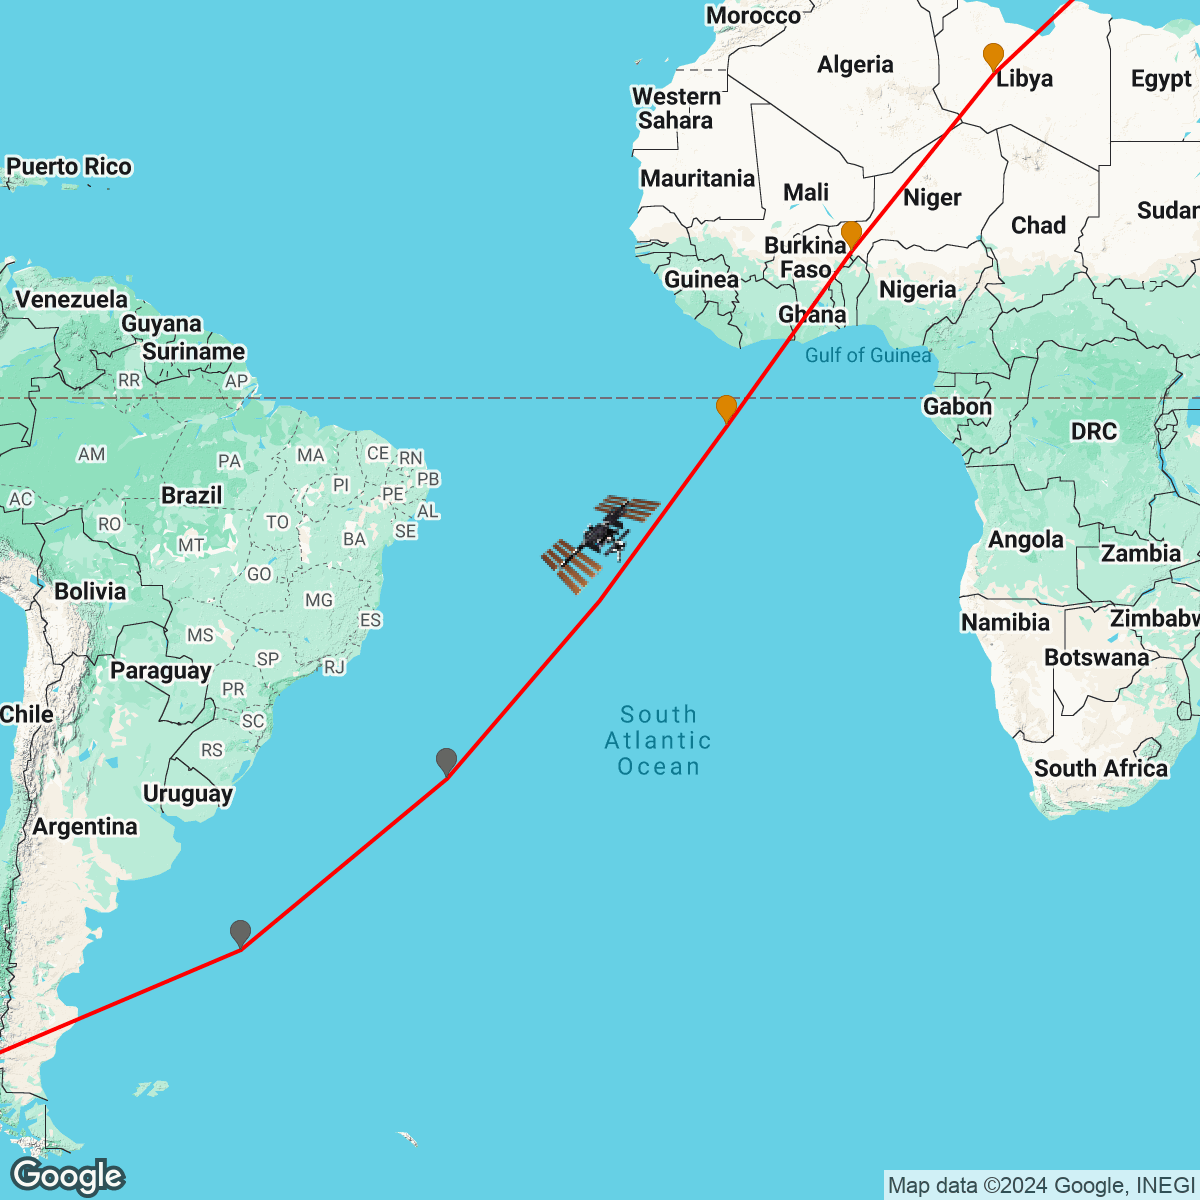 Morocco
Algeria
Libya
Egypt
Western
Sahara
Puerto Rico
Mauritania
Mali
Niger
Chad
Sudan
Burkina
Faso
Guinea
Nigeria
Ghana
Venezuela
Guyana
Suriname
Gulf of Guinea
RR
AP
Gabon
DRC
AM
PA
MA
CE
RN
PB
PI
PE
AL
SE
AC
Brazil
RO
TO
BA
MT
GO
MG
ES
Angola
Zambia
Bolivia
Namibia
Zimbabw
Botswana
MS
SP
RJ
Paraguay
PR
SC
Chile
RS
South
Atlantic
Ocean
Uruguay
South Africa
Argentina
Google
Map data ©2024 Google, INEGI